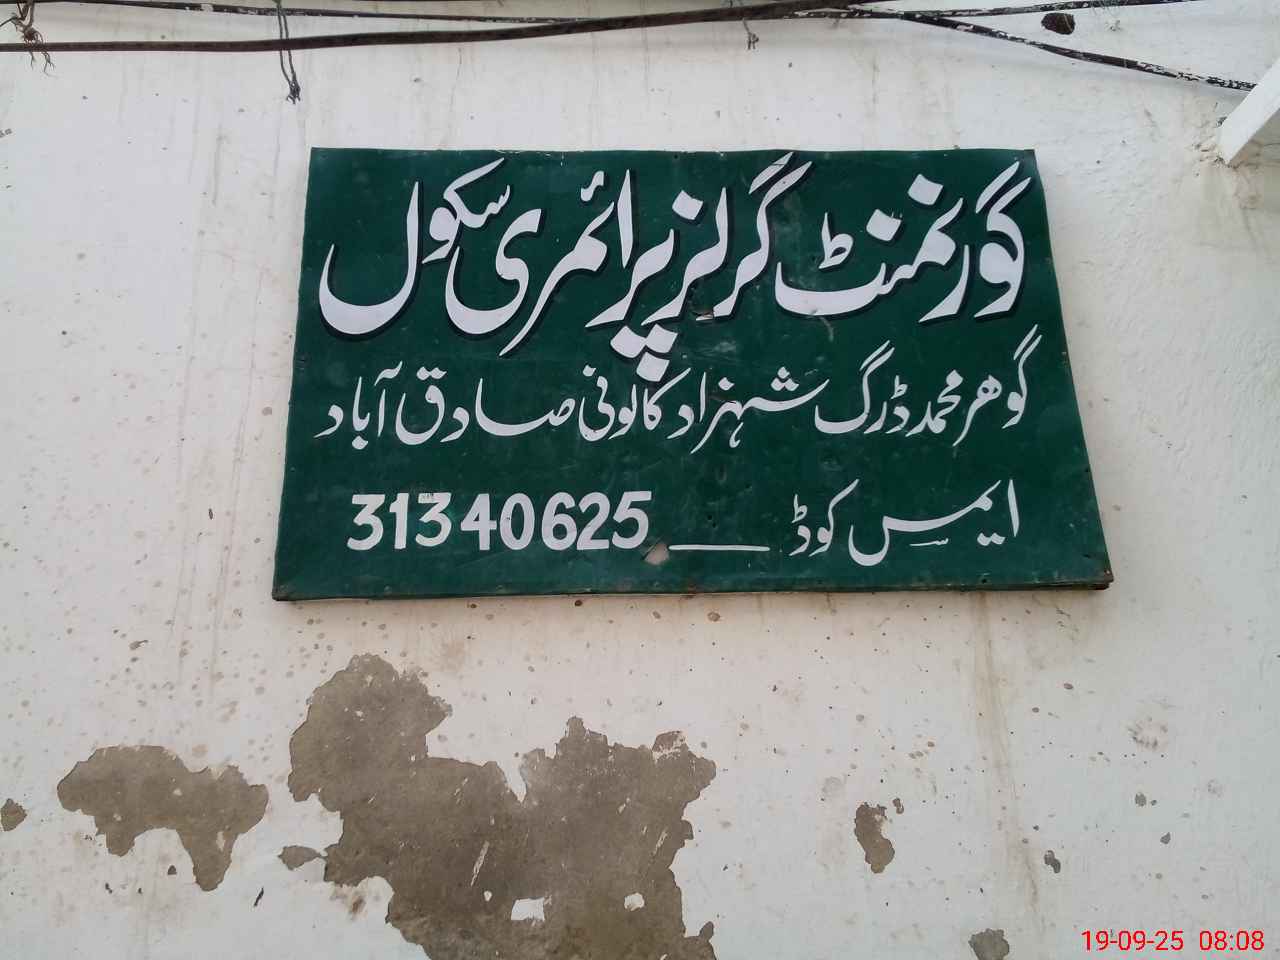 گورنمنٹ گرلز پرائمری سکول
گوھر محمد ڈرگ شہزاد کالونی صادق آباد
ایمس کوڈ __ 31340625
19-09-25 08:08